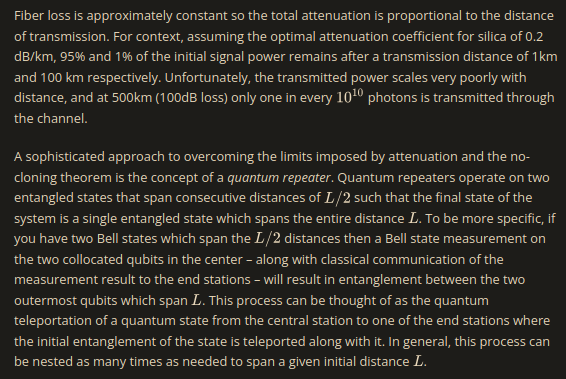 Fiber loss is approximately constant so the total attenuation is proportional to the distance
of transmission. For context, assuming the optimal attenuation coefficient for silica of 0.2
dB/km, 95% and 1% of the initial signal power remains after a transmission distance of 1km
and 100 km respectively. Unfortunately, the transmitted power scales very poorly with
distance, and at 500km (100dB loss) only one in every 10¹⁰ photons is transmitted through
the channel.
A sophisticated approach to overcoming the limits imposed by attenuation and the no-
cloning theorem is the concept of a quantum repeater. Quantum repeaters operate on two
entangled states that span consecutive distances of L/2 such that the final state of the
system is a single entangled state which spans the entire distance L. To be more specific, if
you have two Bell states which span the L/2 distances then a Bell state measurement on
the two collocated qubits in the center – along with classical communication of the
measurement result to the end stations – will result in entanglement between the two
outermost qubits which span L. This process can be thought of as the quantum
teleportation of a quantum state from the central station to one of the end stations where
the initial entanglement of the state is teleported along with it. In general, this process can
be nested as many times as needed to span a given initial distance L.